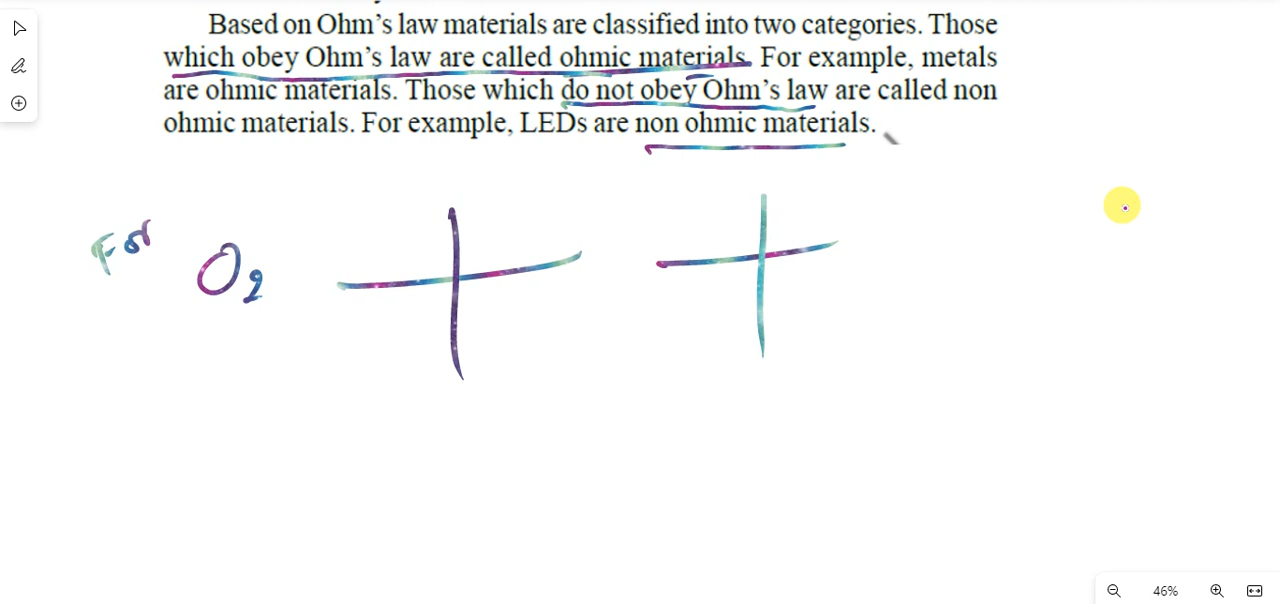 Based on Ohm's law materials are classified into two categories. Those
which obey Ohm's law are called ohmic materials. For example, metals
are ohmic materials. Those which do not obey Ohm's law are called non
ohmic materials. For example, LEDs are non ohmic materials.
For O2
46%